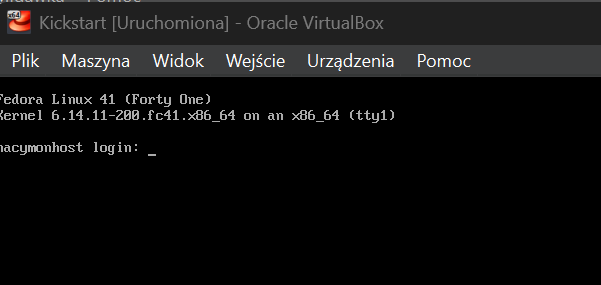 x64
Kickstart [Uruchomiona] - Oracle VirtualBox
Plik Maszyna Widok Wejście Urządzenia Pomoc
Fedora Linux 41 (Forty One)
Kernel 6.14.11-200.fc41.x86_64 on an x86_64 (tty1)
login: _